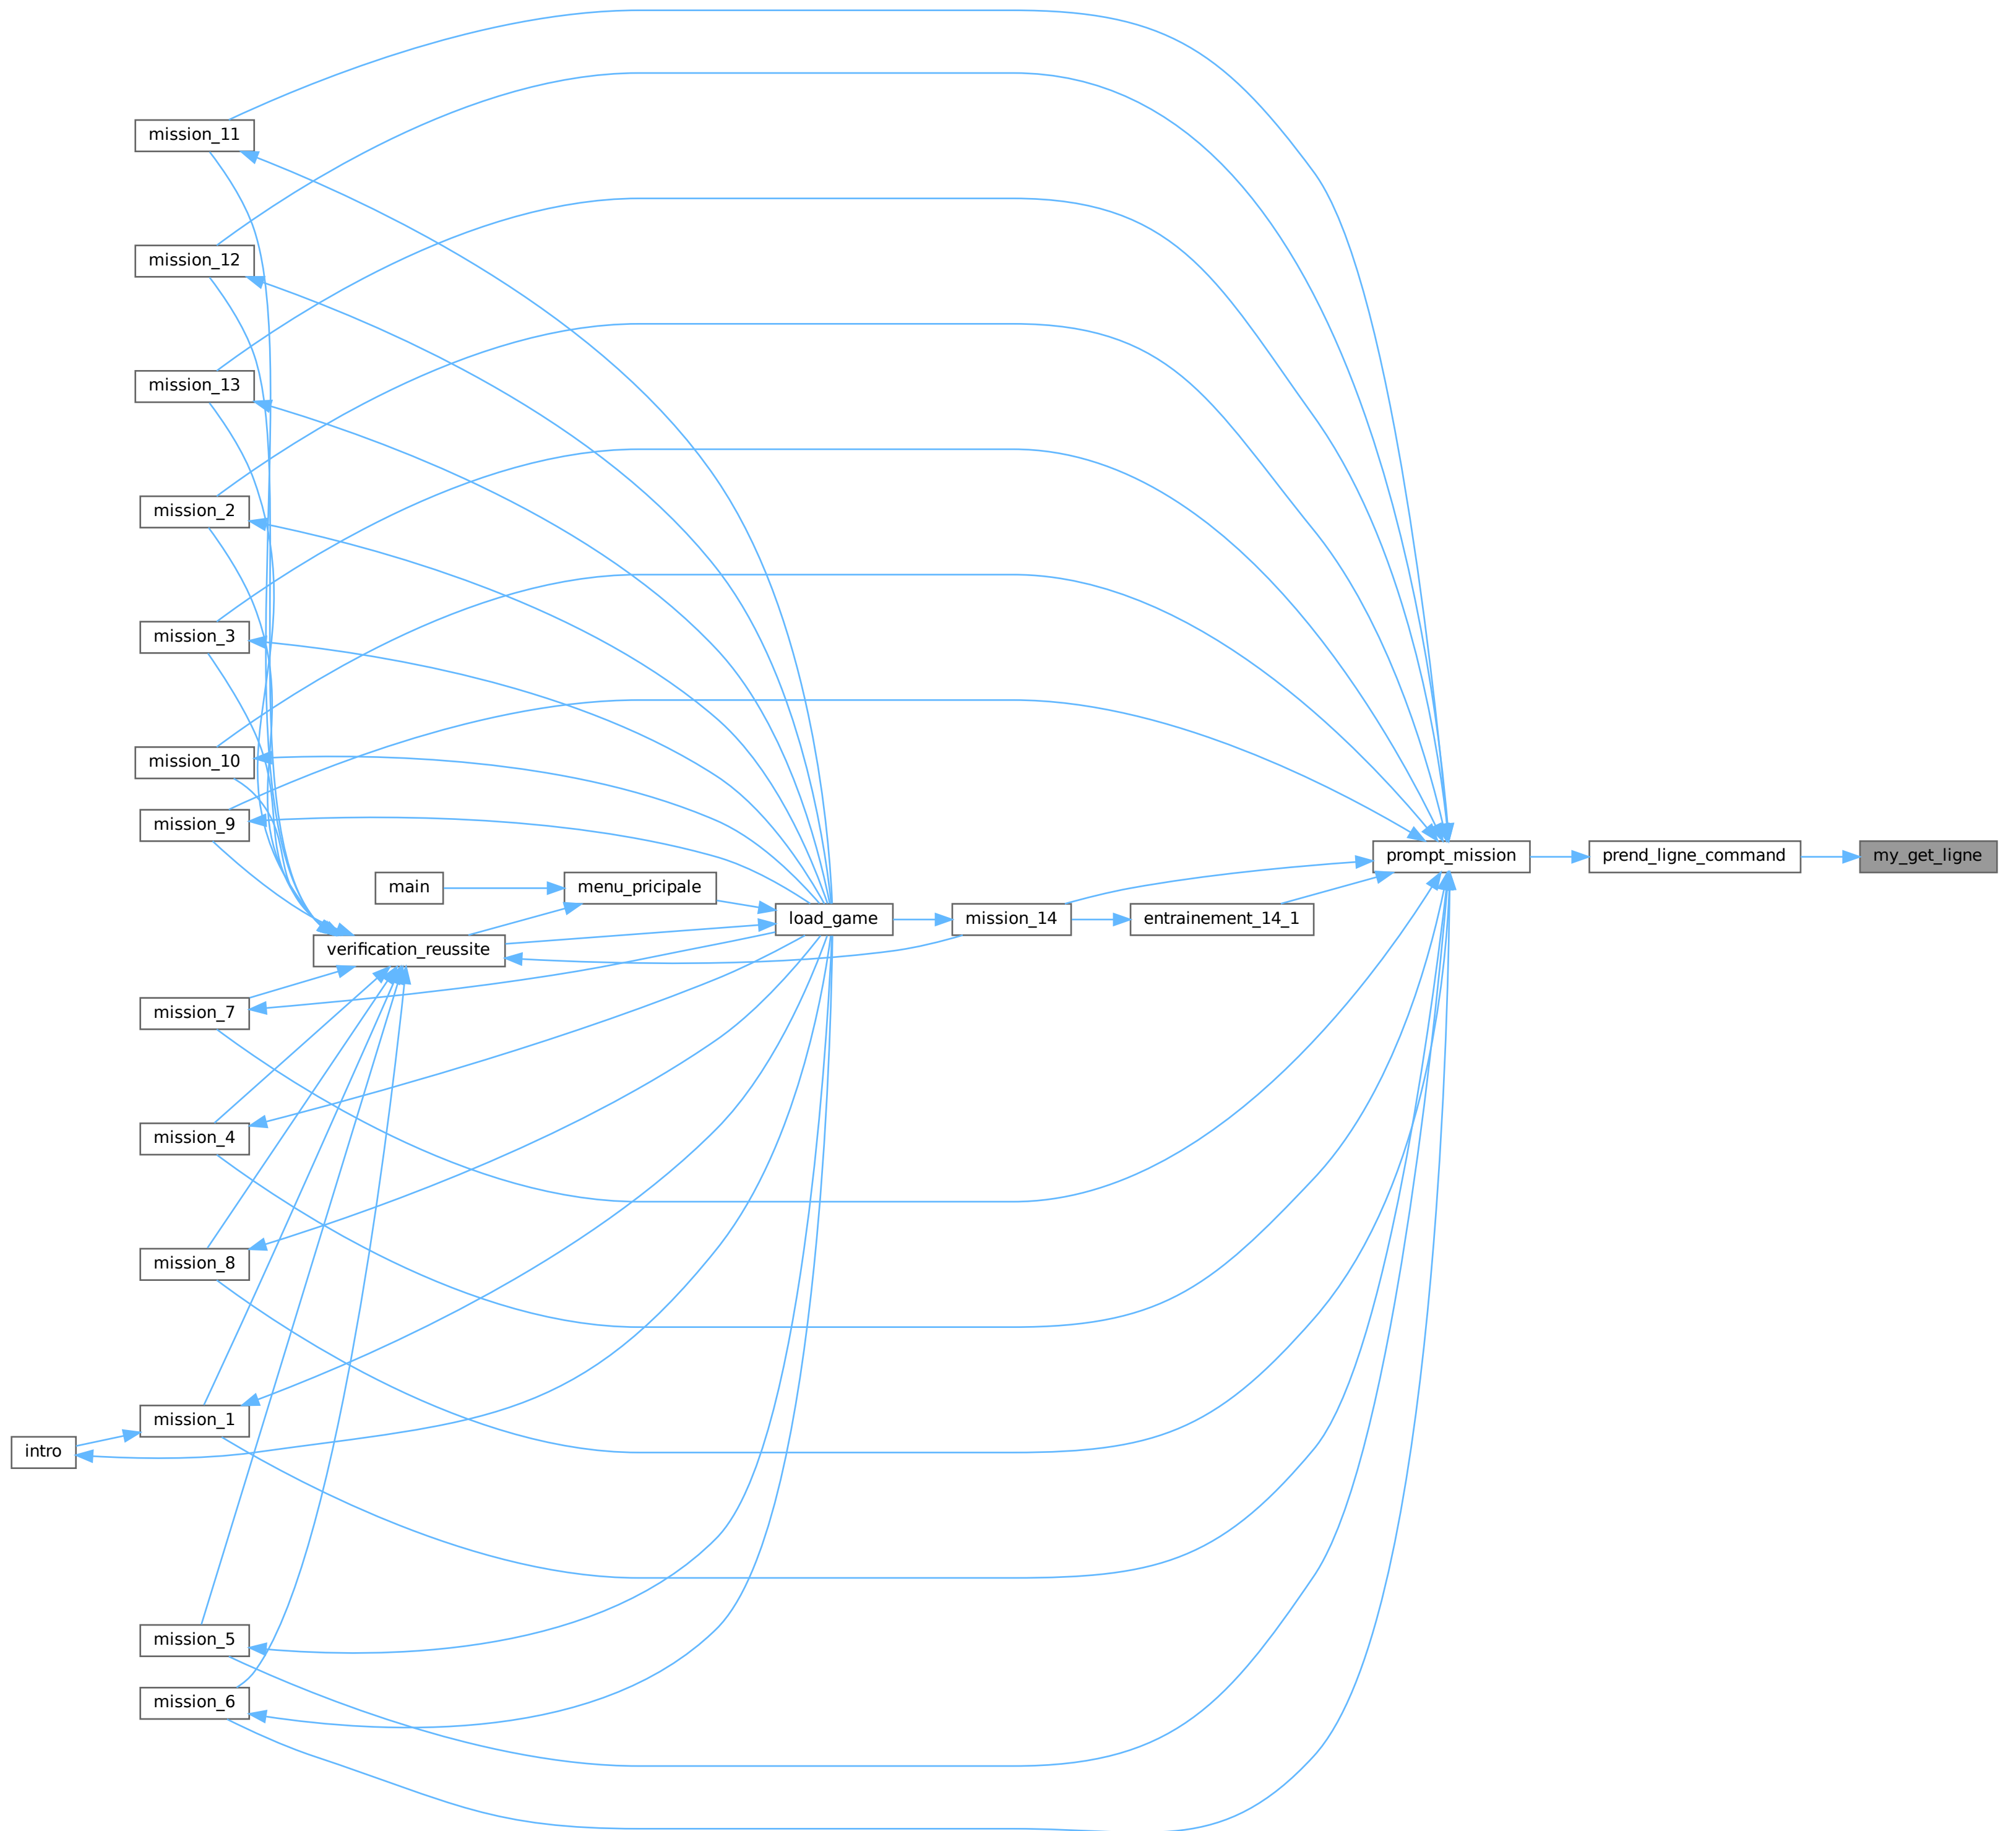 mission_11
mission_12
mission_13
mission_2
mission_3
mission_10
mission_9
prompt_mission
prend_ligne_command
my_get_ligne
main
menu_pricipale
load_game
mission_14
entrainement_14_1
verification_reussite
mission_7
mission_4
mission_8
mission_1
intro
mission_5
mission_6